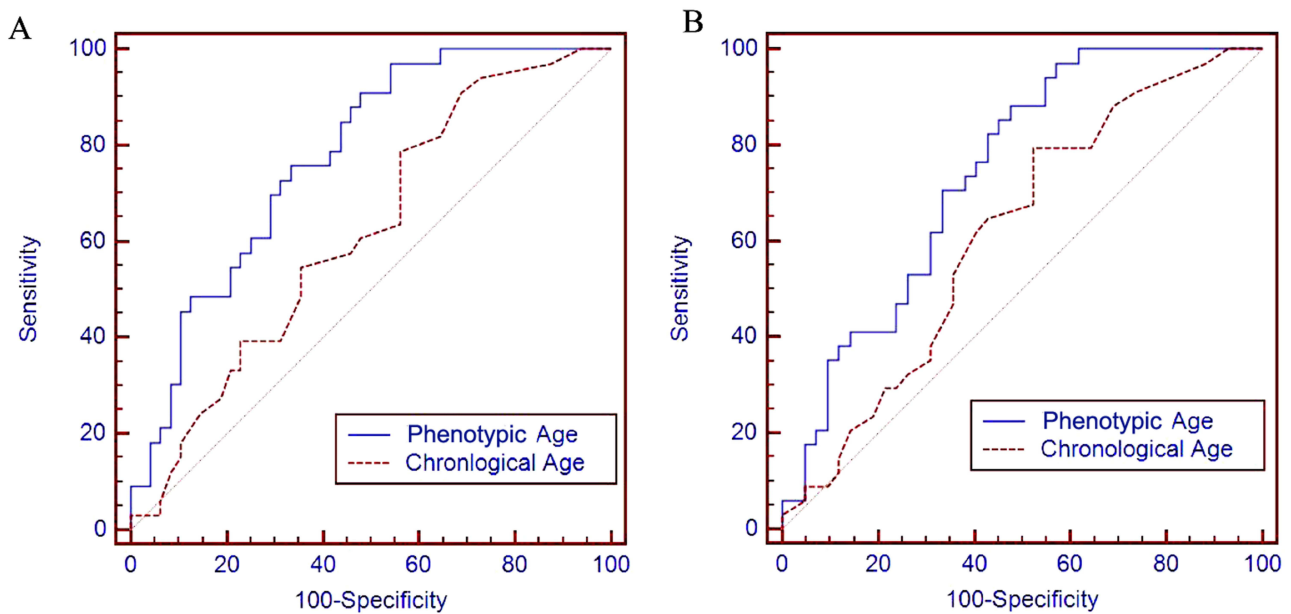 A
100
80
60
40
20
0
Sensitivity
0 20 40 60 80 100
100-Specificity
Phenotypic Age
Chronlogical Age
B
100
80
60
40
20
0
Sensitivity
0 20 40 60 80 100
100-Specificity
Phenotypic Age
Chronological Age